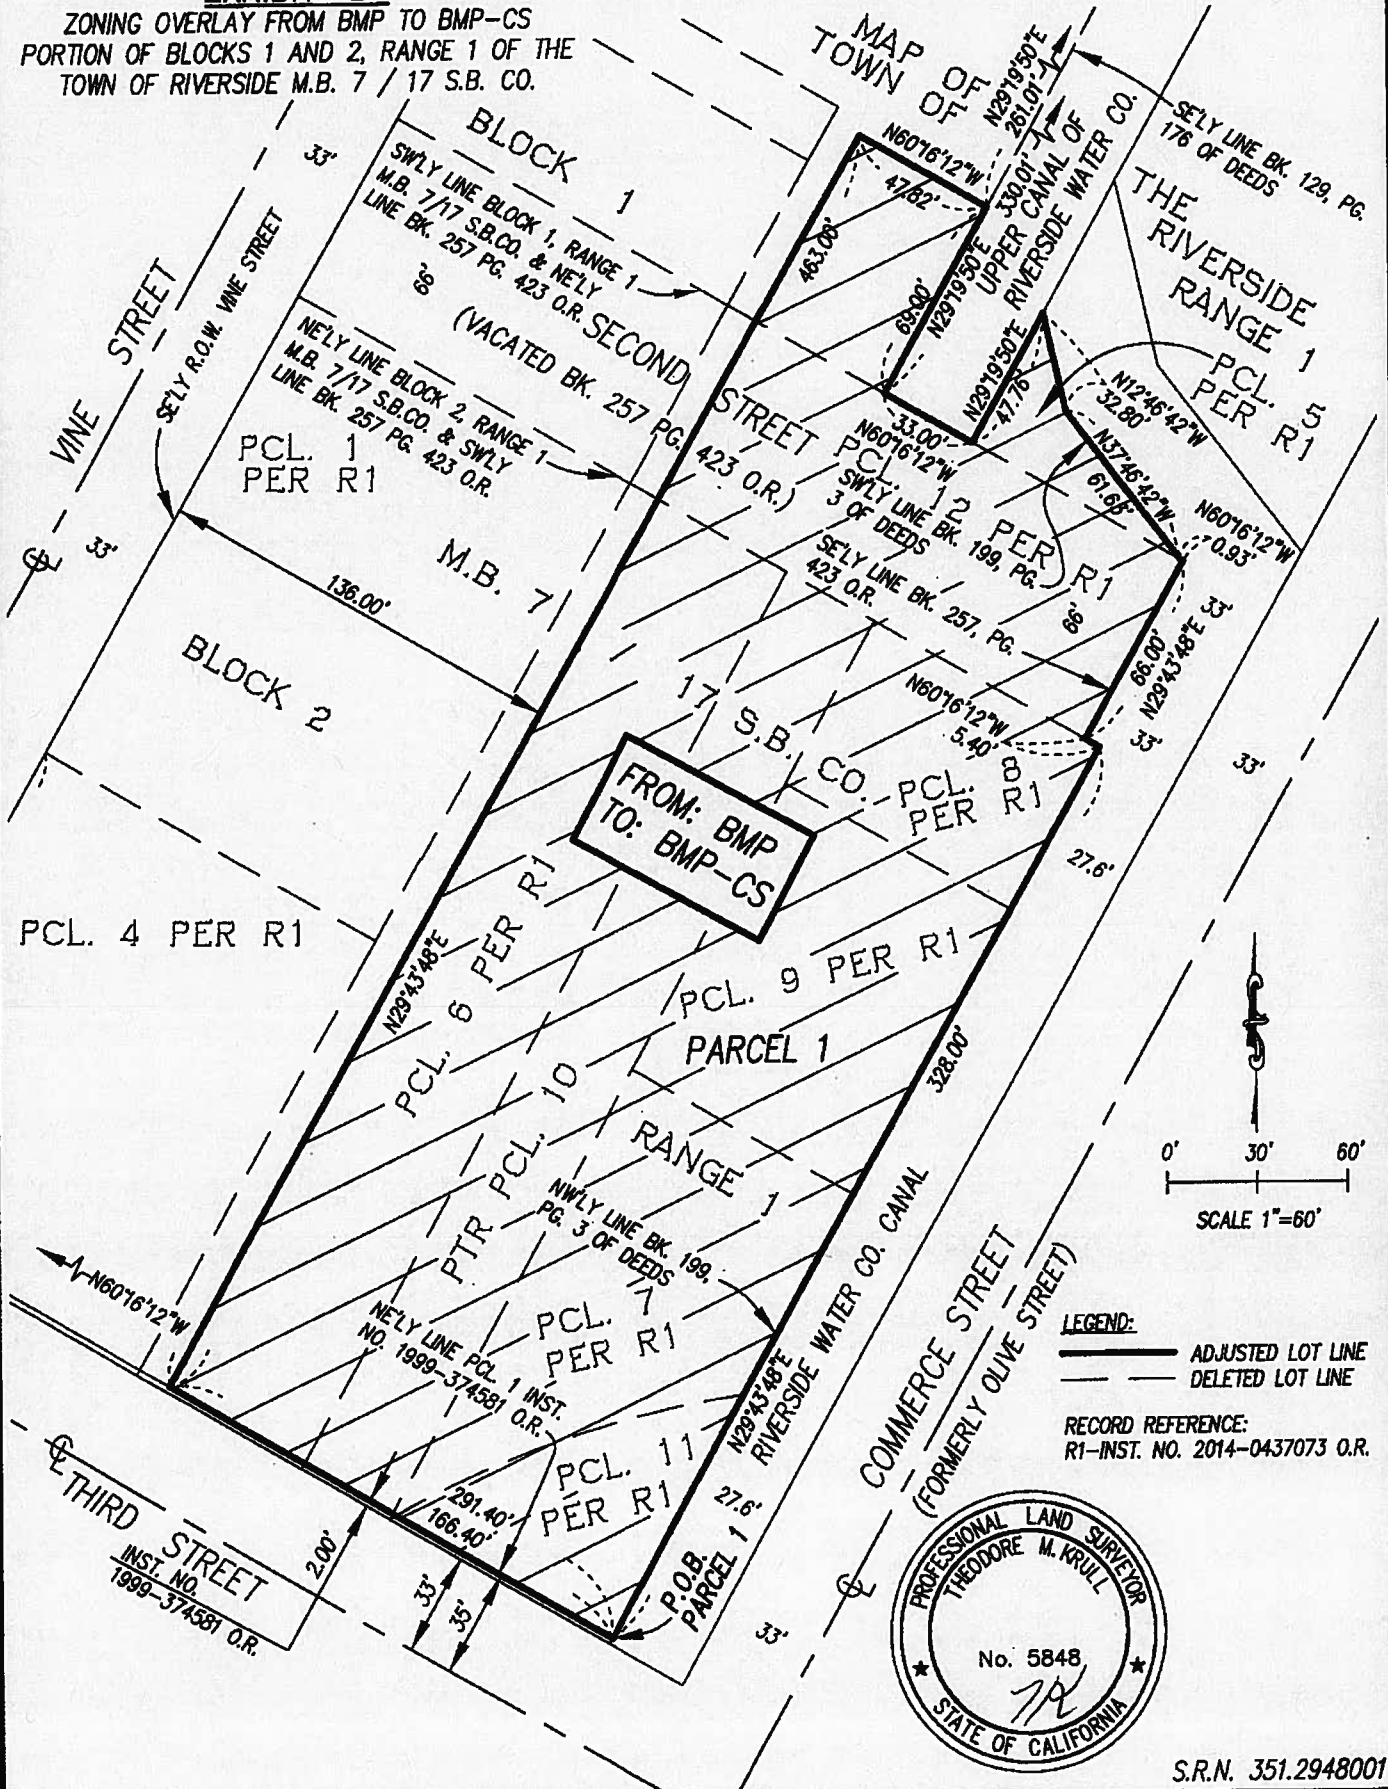 ZONING OVERLAY FROM BMP TO BMP-CS
PORTION OF BLOCKS 1 AND 2, RANGE 1 OF THE
TOWN OF RIVERSIDE M.B. 7 / 17 S.B. CO.
MAP OF
TOWN OF
THE
RIVERSIDE
RANGE 1
N29°19'50"E
261.01'
330.01'
UPPER CANAL OF
RIVERSIDE WATER CO.
SE'LY LINE BK. 129, PG.
176 OF DEEDS
BLOCK 1
33'
SW'LY LINE BLOCK 1, RANGE 1
M.B. 7/17 S.B.CO. & NE'LY
LINE BK. 257 PG. 423 O.R.
66'
SECOND STREET
(VACATED BK. 257 PG. 423 O.R.)
NE'LY LINE BLOCK 2, RANGE 1
M.B. 7/17 S.B.CO. & SW'LY
LINE BK. 257 PG. 423 O.R.
VINE STREET
SE'LY R.O.W. VINE STREET
33'
PCL. 1
PER R1
136.00'
M.B. 7
BLOCK 2
PCL. 4 PER R1
N60°16'12"W
47.82'
463.00'
69.00'
N29°19'50"E
33.00'
N60°16'12"W
N29°19'50"E
47.76'
N12°46'42"W
32.80'
PCL. 5
PER R1
N37°46'42"W
61.65'
N60°16'12"W
0.93'
PCL. 12 PER R1
SW'LY LINE BK. 199, PG.
3 OF DEEDS
SE'LY LINE BK. 257, PG.
423 O.R.
66'
33'
66.00'
N29°43'48"E
N60°16'12"W
5.40'
33'
33'
17 S.B. CO.
PCL. 8
PER R1
FROM: BMP
TO: BMP-CS
27.6'
N29°43'48"E
PCL. 6 PER R1
PCL. 9 PER R1
PARCEL 1
328.00'
PTR PCL. 10
RANGE 1
NW'LY LINE BK. 199,
PG. 3 OF DEEDS
PCL. 7
PER R1
NE'LY LINE PCL. 1 INST.
NO. 1999-374581 O.R.
PCL. 11
PER R1
N29°43'48"E
RIVERSIDE WATER CO. CANAL
COMMERCE STREET
(FORMERLY OLIVE STREET)
N60°16'12"W
291.40'
166.40'
27.6'
P.O.B.
PARCEL 1
33'
℄
℄
℄
THIRD STREET
INST. NO.
1999-374581 O.R.
2.00'
33'
35'
0' 30' 60'
SCALE 1"=60'
LEGEND:
ADJUSTED LOT LINE
DELETED LOT LINE
RECORD REFERENCE:
R1-INST. NO. 2014-0437073 O.R.
PROFESSIONAL LAND SURVEYOR
THEODORE M. KRULL
No. 5848
STATE OF CALIFORNIA
S.R.N. 351.2948001